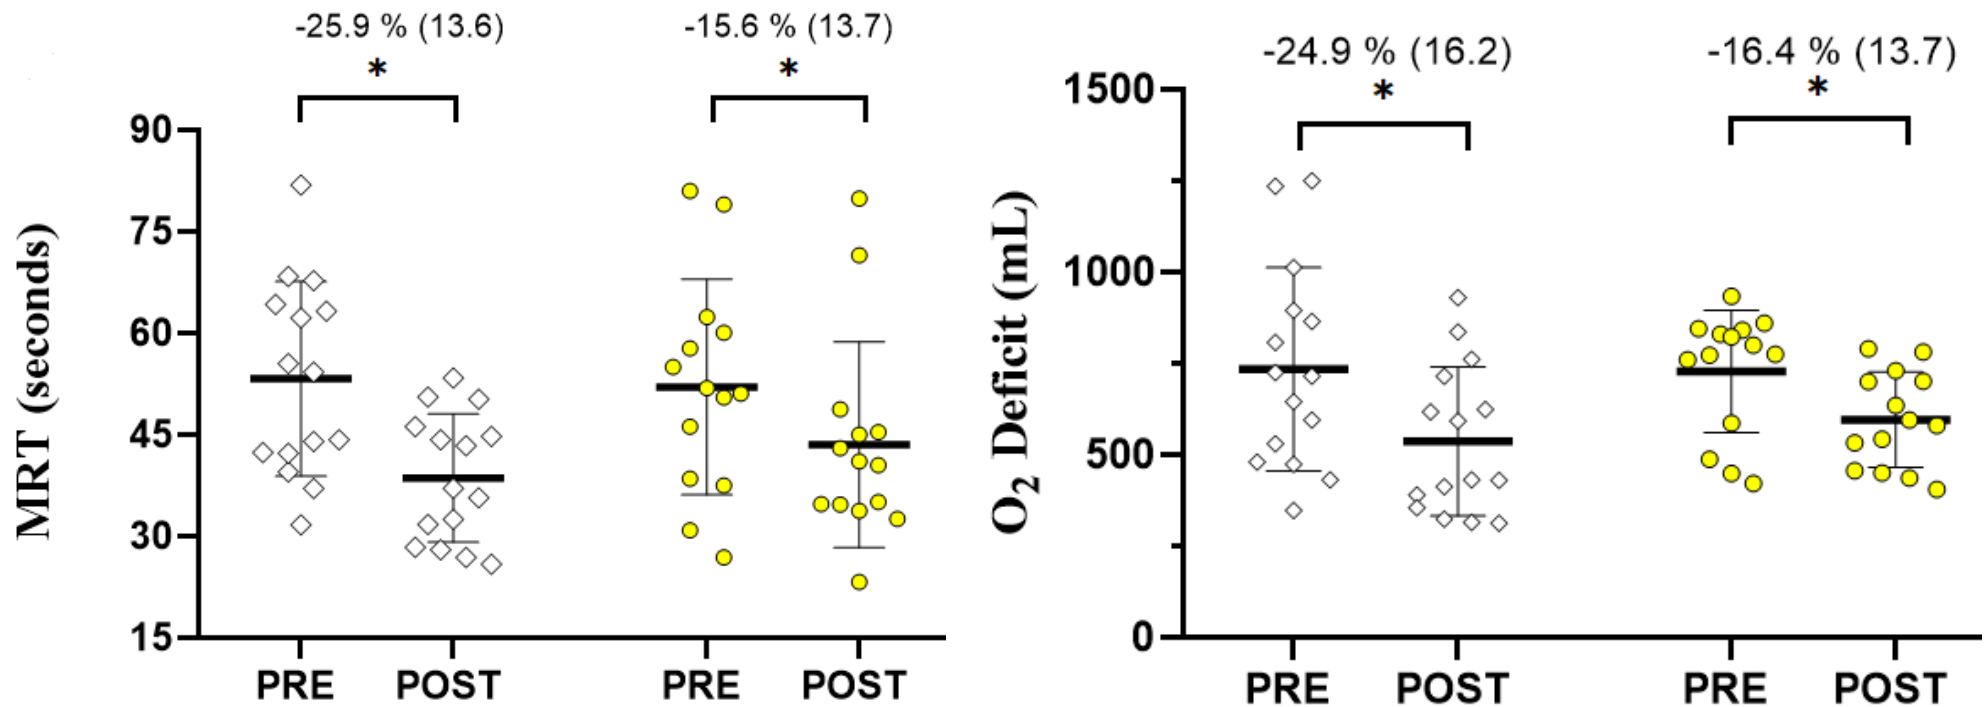 -25.9 % (13.6)
*
-15.6 % (13.7)
*
MRT (seconds)
90
75
60
45
30
15
PRE
POST
PRE
POST
-24.9 % (16.2)
*
-16.4 % (13.7)
*
O2 Deficit (mL)
1500
1000
500
0
PRE
POST
PRE
POST